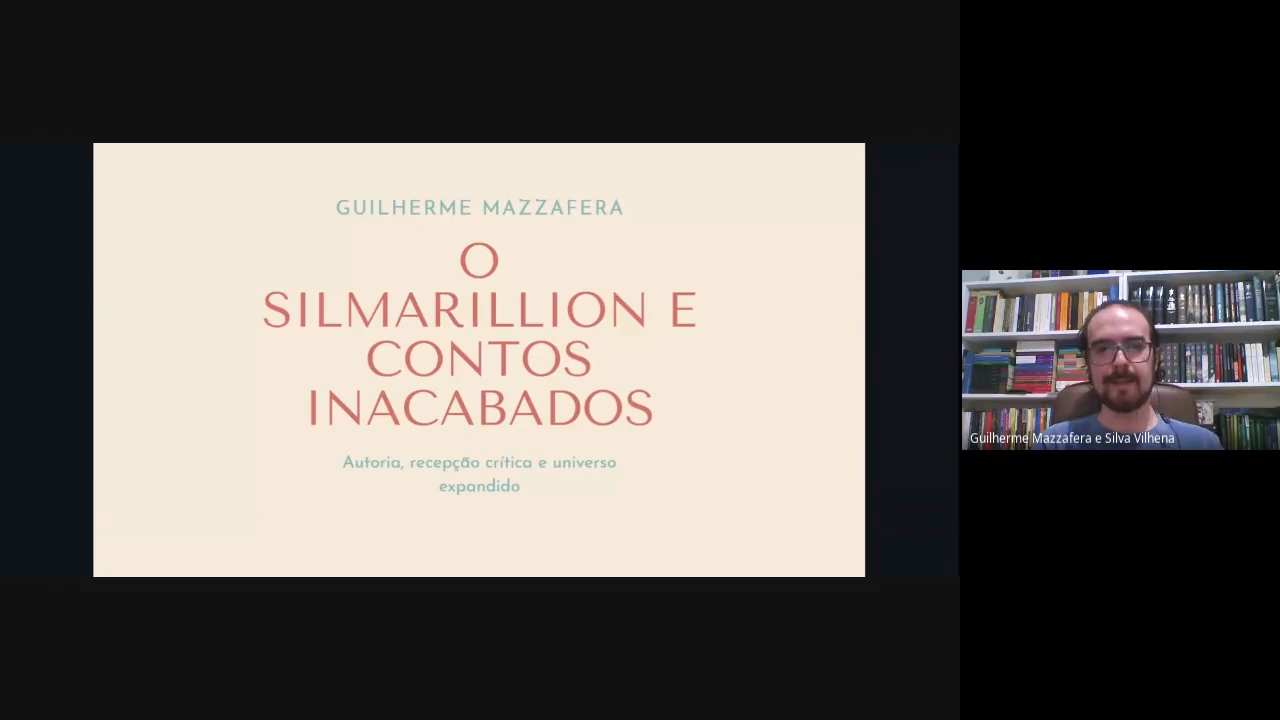 GUILHERME MAZZAFERA
O
SILMARILLION E
CONTOS
INACABADOS
Autoria, recepção crítica e universo
expandido
Guilherme Mazzafera e Silva Vilhena